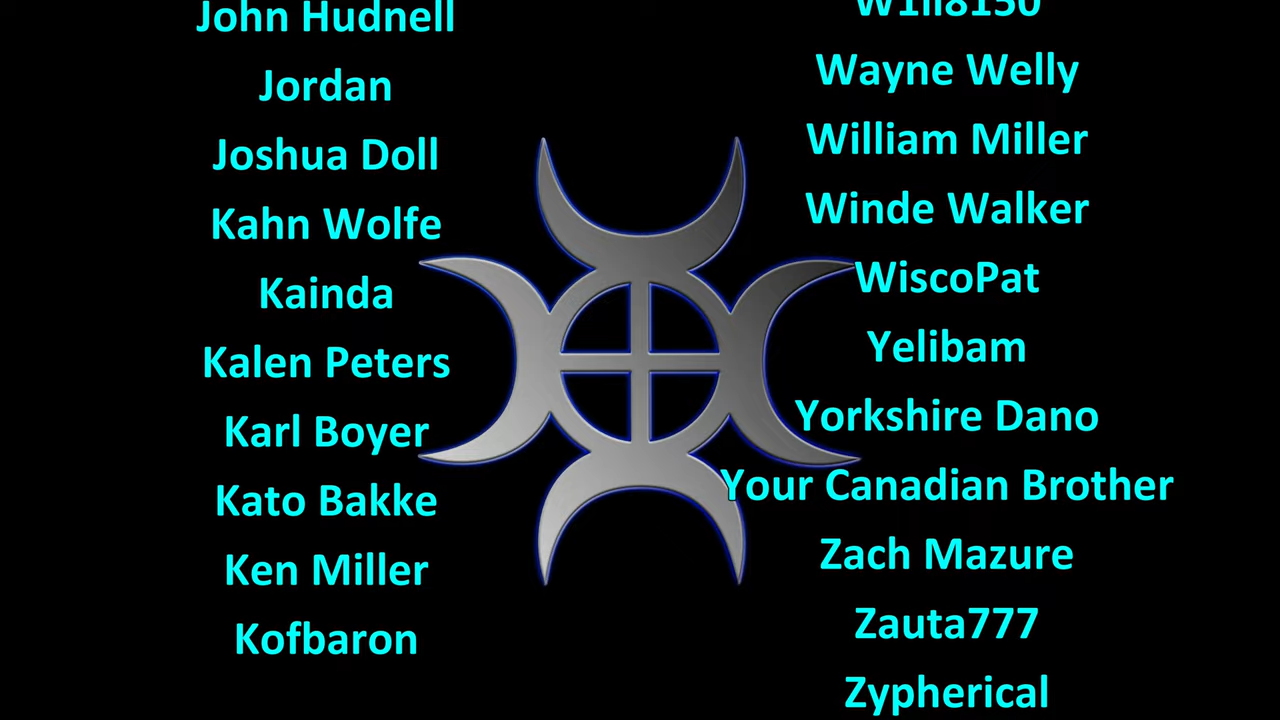 John Hudnell
Jordan
Joshua Doll
Kahn Wolfe
Kainda
Kalen Peters
Karl Boyer
Kato Bakke
Ken Miller
Kofbaron
Wayne Welly
William Miller
Winde Walker
WiscoPat
Yelibam
Yorkshire Dano
Your Canadian Brother
Zach Mazure
Zauta777
Zypherical